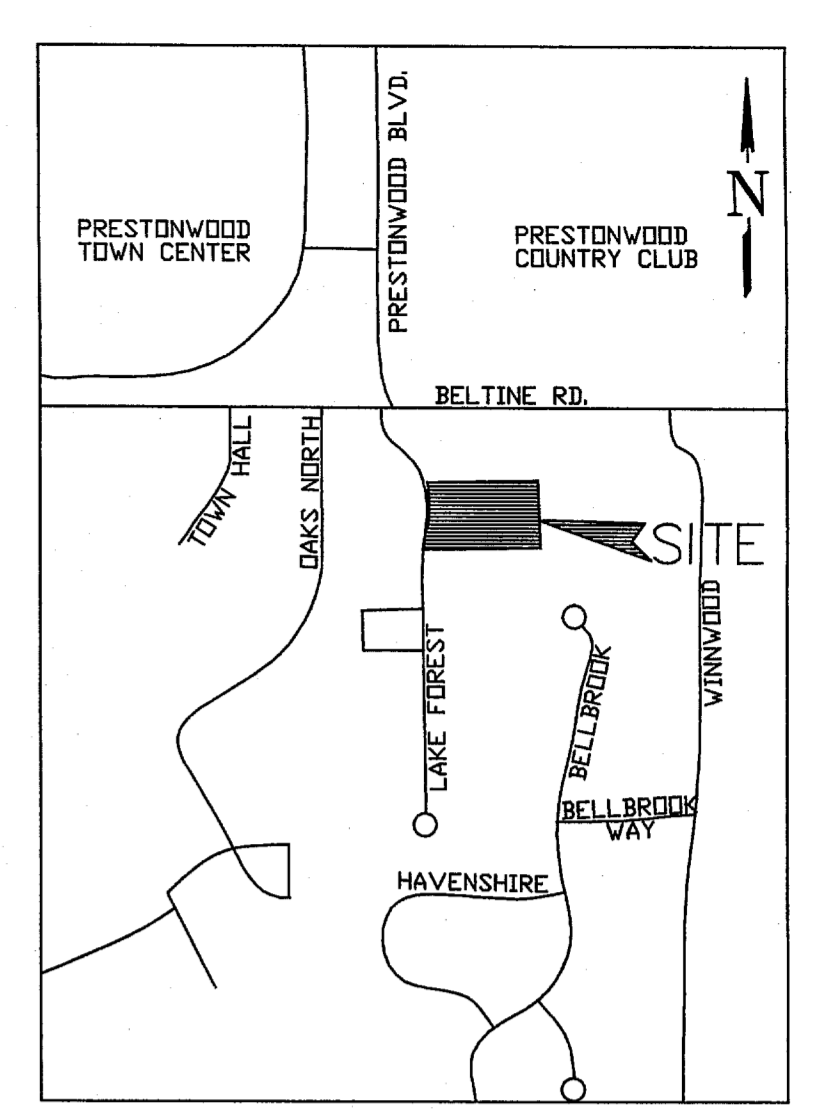 PRESTONWOOD BLVD.
N
PRESTONWOOD
TOWN CENTER
PRESTONWOOD
COUNTRY CLUB
BELTINE RD.
TOWN HALL
OAKS NORTH
SITE
WINNWOOD
LAKE FOREST
BELLBROOK
BELLBROOK
WAY
HAVENSHIRE